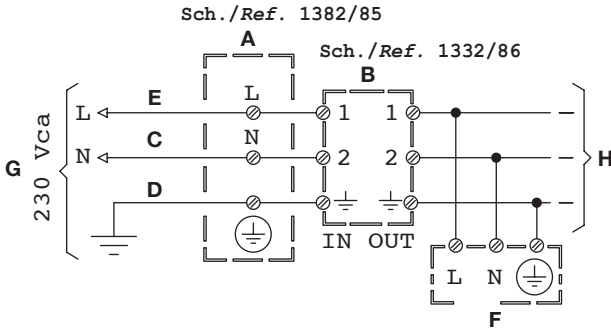 Sch./Ref. 1382/85
A
Sch./Ref. 1332/86
B
L E L 1 1
G 230 Vca N C N 2 2 H
D
IN OUT
L N
F